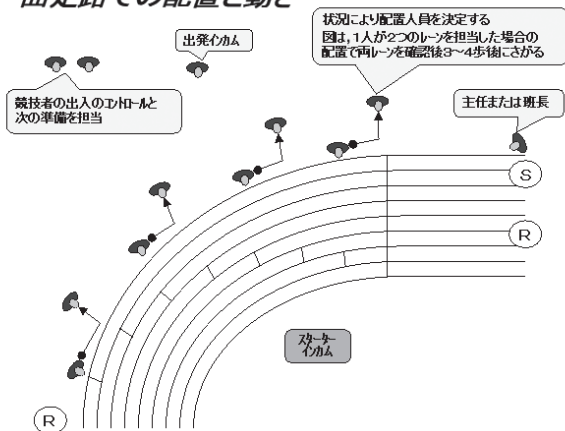 曲走路での配置と動き
状況により配置人員を決定する
図は，1人が2つのレーンを担当した場合の
配置で両レーンを確認後3～4歩後にさがる
出発インカム
競技者の出入のコントロールと
次の準備を担当
主任または班長
S
R
スターター
インカム
R